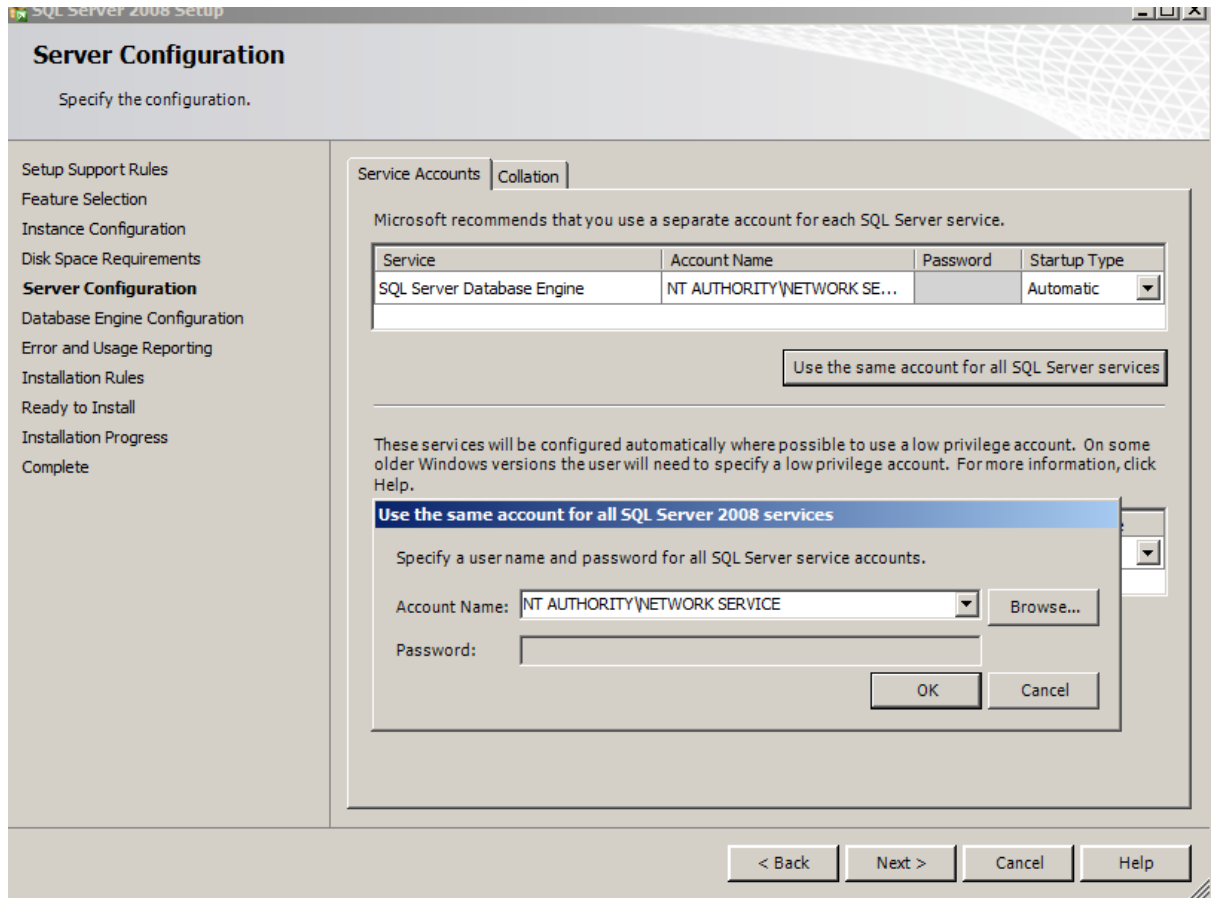 SQL Server 2008 Setup
Server Configuration
Specify the configuration.
Setup Support Rules
Feature Selection
Instance Configuration
Disk Space Requirements
Server Configuration
Database Engine Configuration
Error and Usage Reporting
Installation Rules
Ready to Install
Installation Progress
Complete
Service Accounts Collation
Microsoft recommends that you use a separate account for each SQL Server service.
Service Account Name Password Startup Type
SQL Server Database Engine NT AUTHORITY\NETWORK SE... Automatic
Use the same account for all SQL Server services
These services will be configured automatically where possible to use a low privilege account. On some
older Windows versions the user will need to specify a low privilege account. For more information, click
Help.
Use the same account for all SQL Server 2008 services
Specify a user name and password for all SQL Server service accounts.
Account Name: NT AUTHORITY\NETWORK SERVICE Browse...
Password:
OK Cancel
< Back Next > Cancel Help